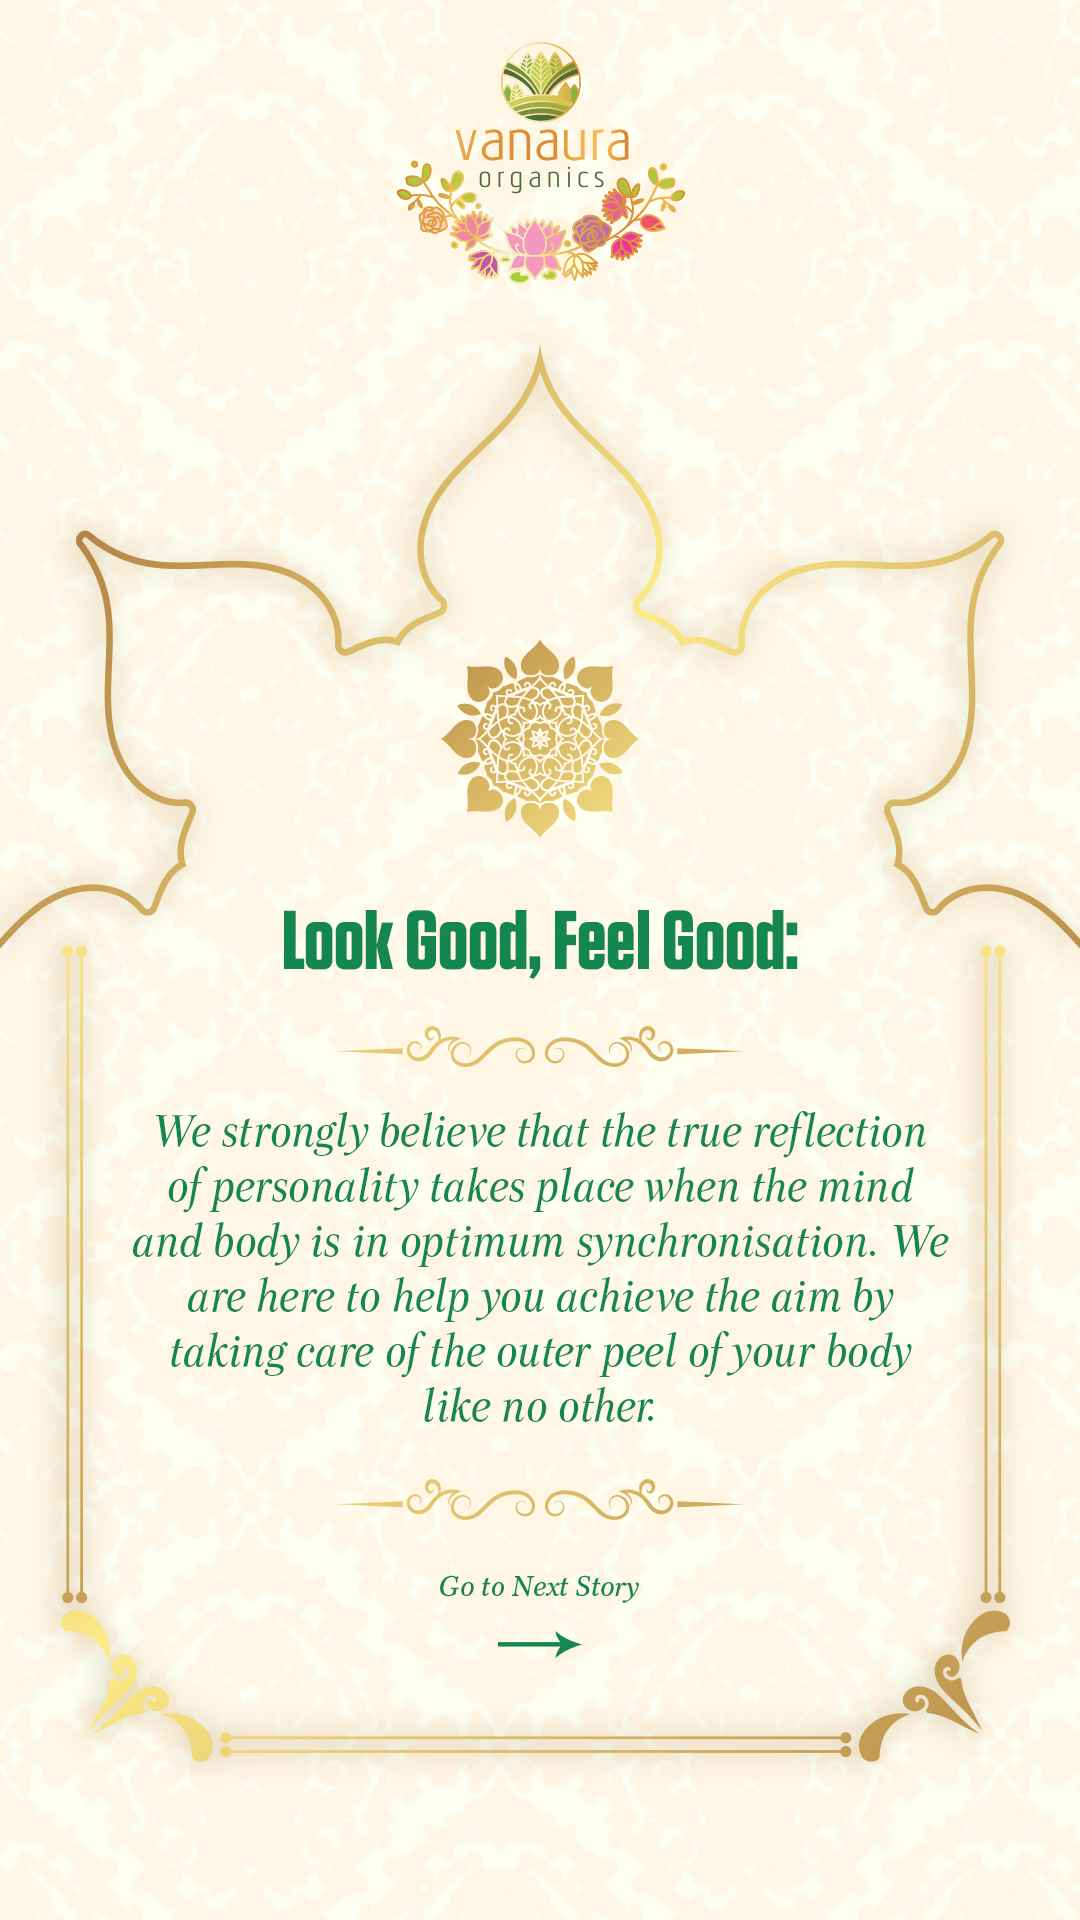 vanaura
organics
Look Good, Feel Good:
We strongly believe that the true reflection
of personality takes place when the mind
and body is in optimum synchronisation. We
are here to help you achieve the aim by
taking care of the outer peel of your body
like no other.
Go to Next Story